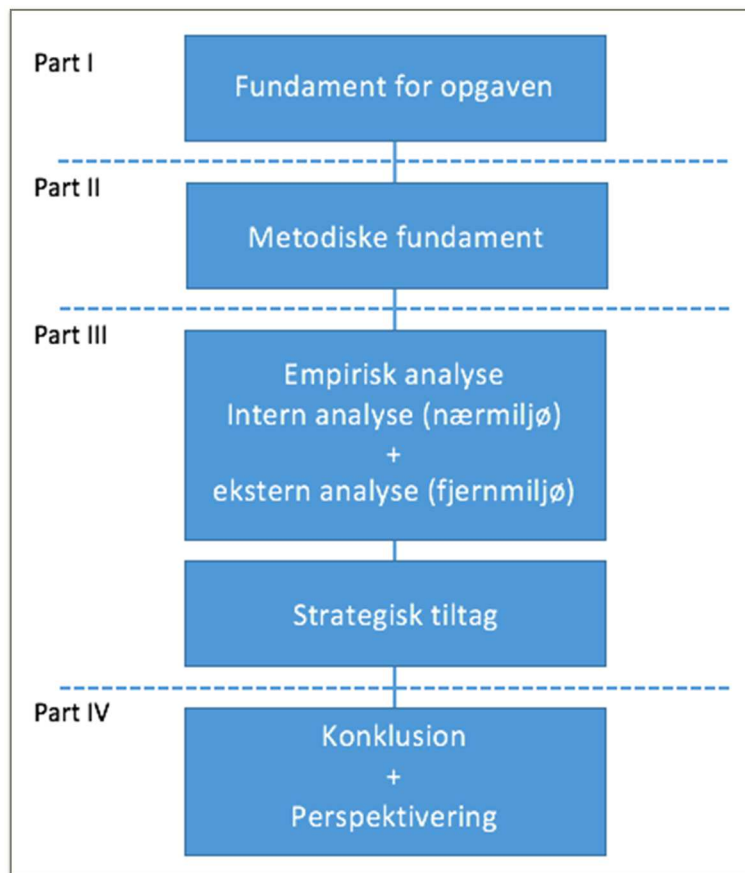 Part I
Fundament for opgaven
Part II
Metodiske fundament
Part III
Empirisk analyse
Intern analyse (nærmiljø)
+
ekstern analyse (fjernmiljø)
Strategisk tiltag
Part IV
Konklusion
+
Perspektivering